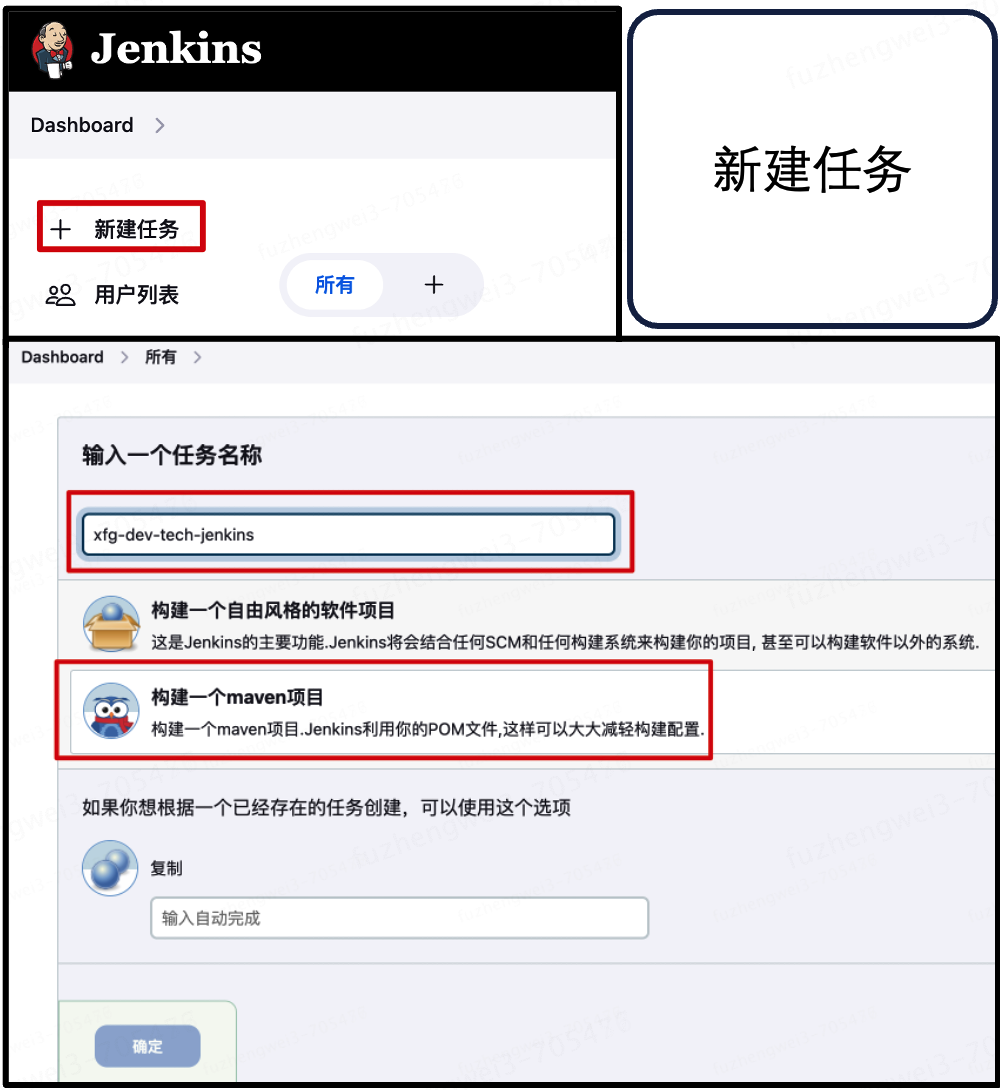 Jenkins
Dashboard
新建任务
用户列表
所有
新建任务
Dashboard
所有
输入一个任务名称
xfg-dev-tech-jenkins
构建一个自由风格的软件项目
这是Jenkins的主要功能.Jenkins将会结合任何SCM和任何构建系统来构建你的项目, 甚至可以构建软件以外的系统.
构建一个maven项目
构建一个maven项目.Jenkins利用你的POM文件,这样可以大大减轻构建配置.
如果你想根据一个已经存在的任务创建，可以使用这个选项
复制
输入自动完成
确定
fuzhengwei3-705476